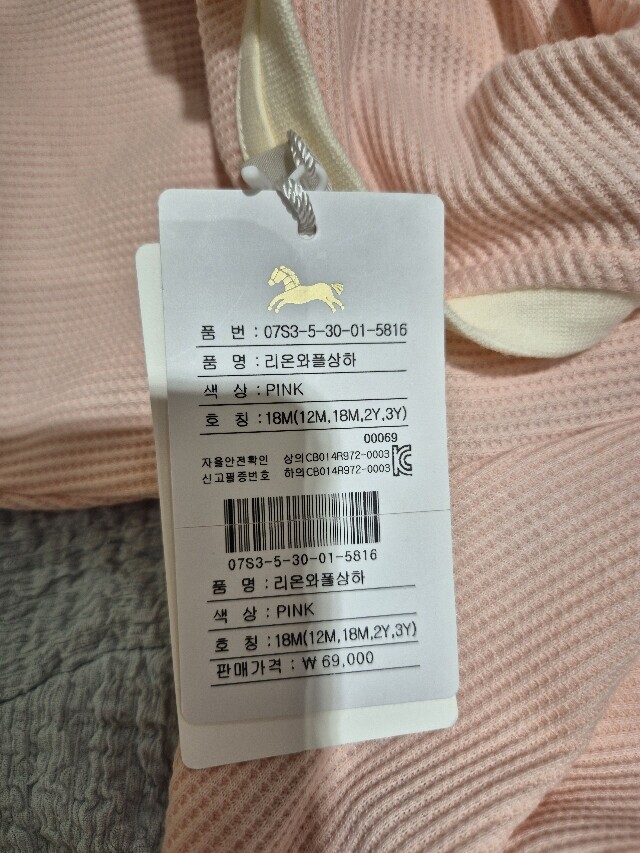 품 번 : 07S3-5-30-01-5816
품 명 : 리온와플상하
색 상 : PINK
호 칭 : 18M(12M,18M,2Y,3Y)
00069
자율안전확인 상의CB014R972-0003
신고필증번호 하의CB014R972-0003
07S3-5-30-01-5816
품 명 : 리온와플상하
색 상 : PINK
호 칭 : 18M(12M,18M,2Y,3Y)
판매가격 : ₩ 69,000